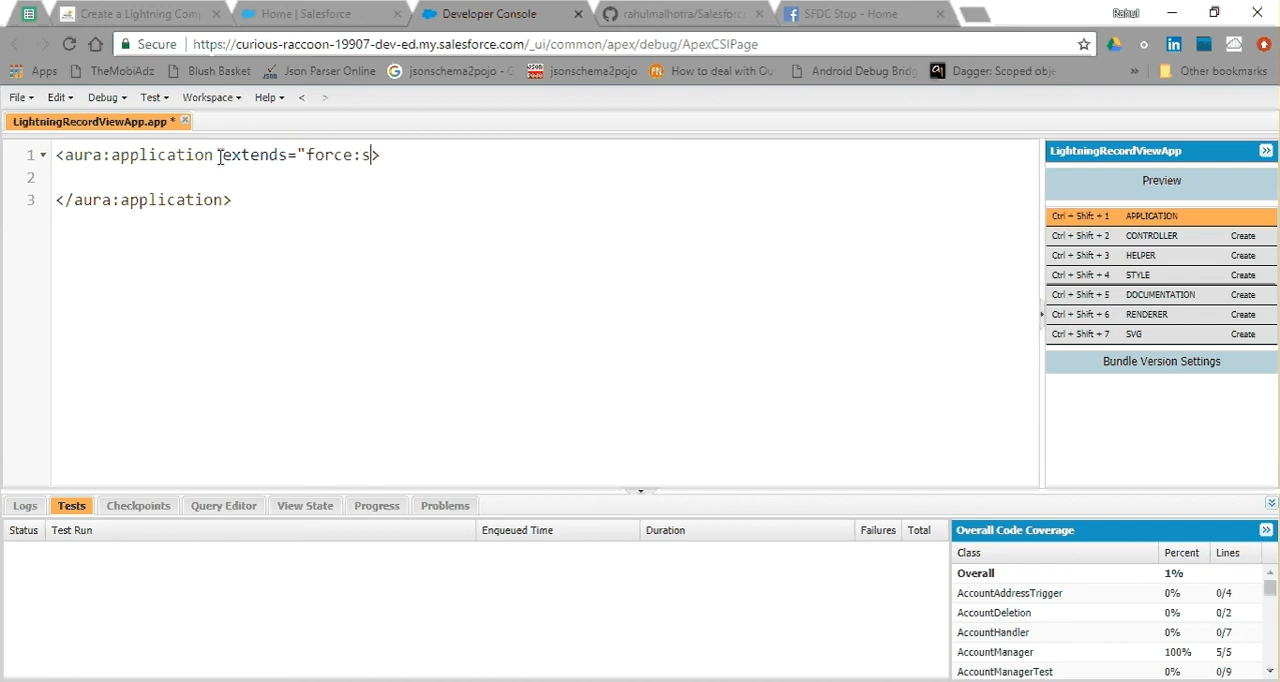 Create a Lightning Comp
Home | Salesforce
Developer Console
rahulmalhotra/Salesforc
SFDC Stop - Home
Rahul
Secure
https://curious-raccoon-19907-dev-ed.my.salesforce.com/_ui/common/apex/debug/ApexCSIPage
Apps
TheMobiAdz
Blush Basket
Json Parser Online
jsonschema2pojo - G
jsonschema2pojo
How to deal with Ou
Android Debug Bridg
Dagger: Scoped obje
»
Other bookmarks
File
Edit
Debug
Test
Workspace
Help
<
>
LightningRecordViewApp.app *
1 <aura:application extends="force:s>
2
3 </aura:application>
LightningRecordViewApp
Preview
Ctrl + Shift + 1 APPLICATION
Ctrl + Shift + 2 CONTROLLER Create
Ctrl + Shift + 3 HELPER Create
Ctrl + Shift + 4 STYLE Create
Ctrl + Shift + 5 DOCUMENTATION Create
Ctrl + Shift + 6 RENDERER Create
Ctrl + Shift + 7 SVG Create
Bundle Version Settings
Logs
Tests
Checkpoints
Query Editor
View State
Progress
Problems
Status Test Run Enqueued Time Duration Failures Total
Overall Code Coverage
Class Percent Lines
Overall 1%
AccountAddressTrigger 0% 0/4
AccountDeletion 0% 0/2
AccountHandler 0% 0/7
AccountManager 100% 5/5
AccountManagerTest 0% 0/9